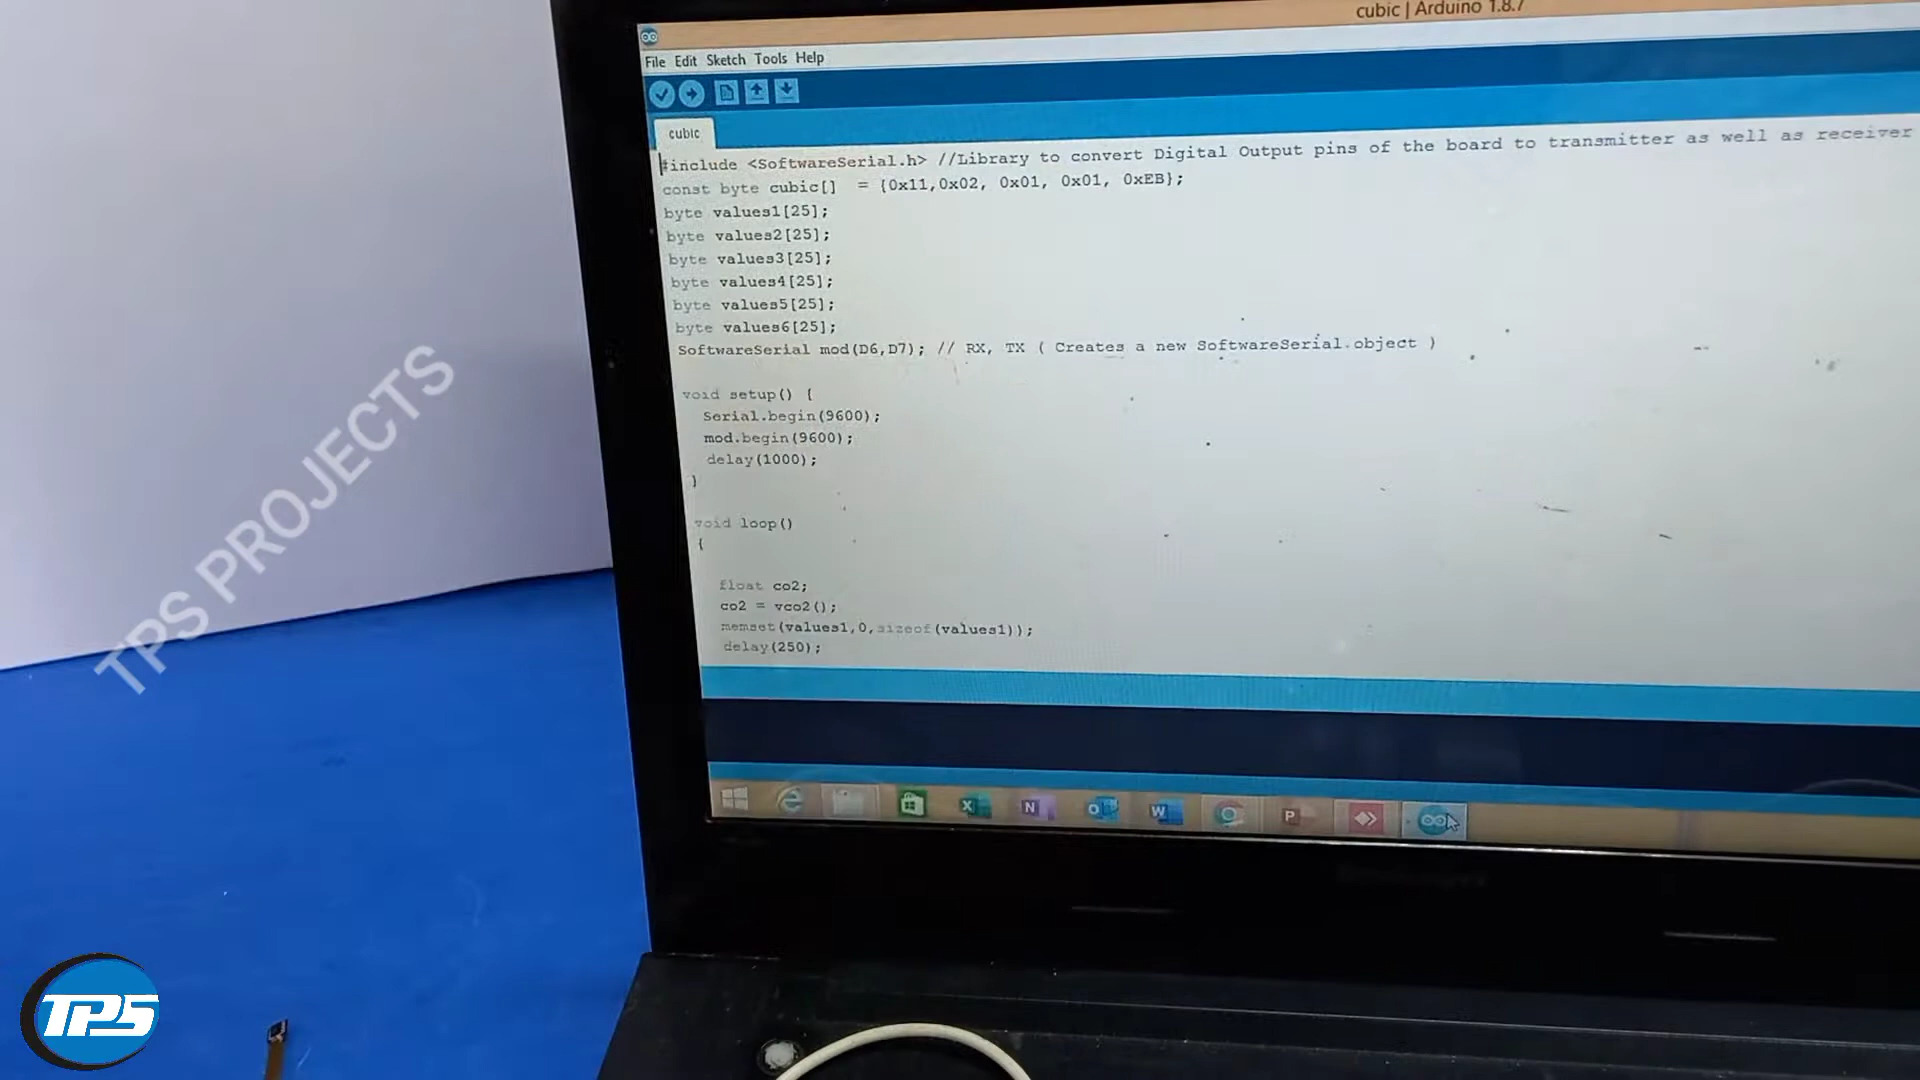 cubic | Arduino 1.8.7
File Edit Sketch Tools Help
cubic
#include <SoftwareSerial.h> //Library to convert Digital Output pins of the board to transmitter as well as receiver
const byte cubic[]  = {0x11,0x02, 0x01, 0x01, 0xEB};
byte values1[25];
byte values2[25];
byte values3[25];
byte values4[25];
byte values5[25];
byte values6[25];
SoftwareSerial mod(D6,D7); // RX, TX ( Creates a new SoftwareSerial object )
void setup() {
Serial.begin(9600);
mod.begin(9600);
delay(1000);
}
void loop()
{
float co2;
co2 = vco2();
memset(values1,0,sizeof(values1));
delay(250);
TPS PROJECTS
TPS